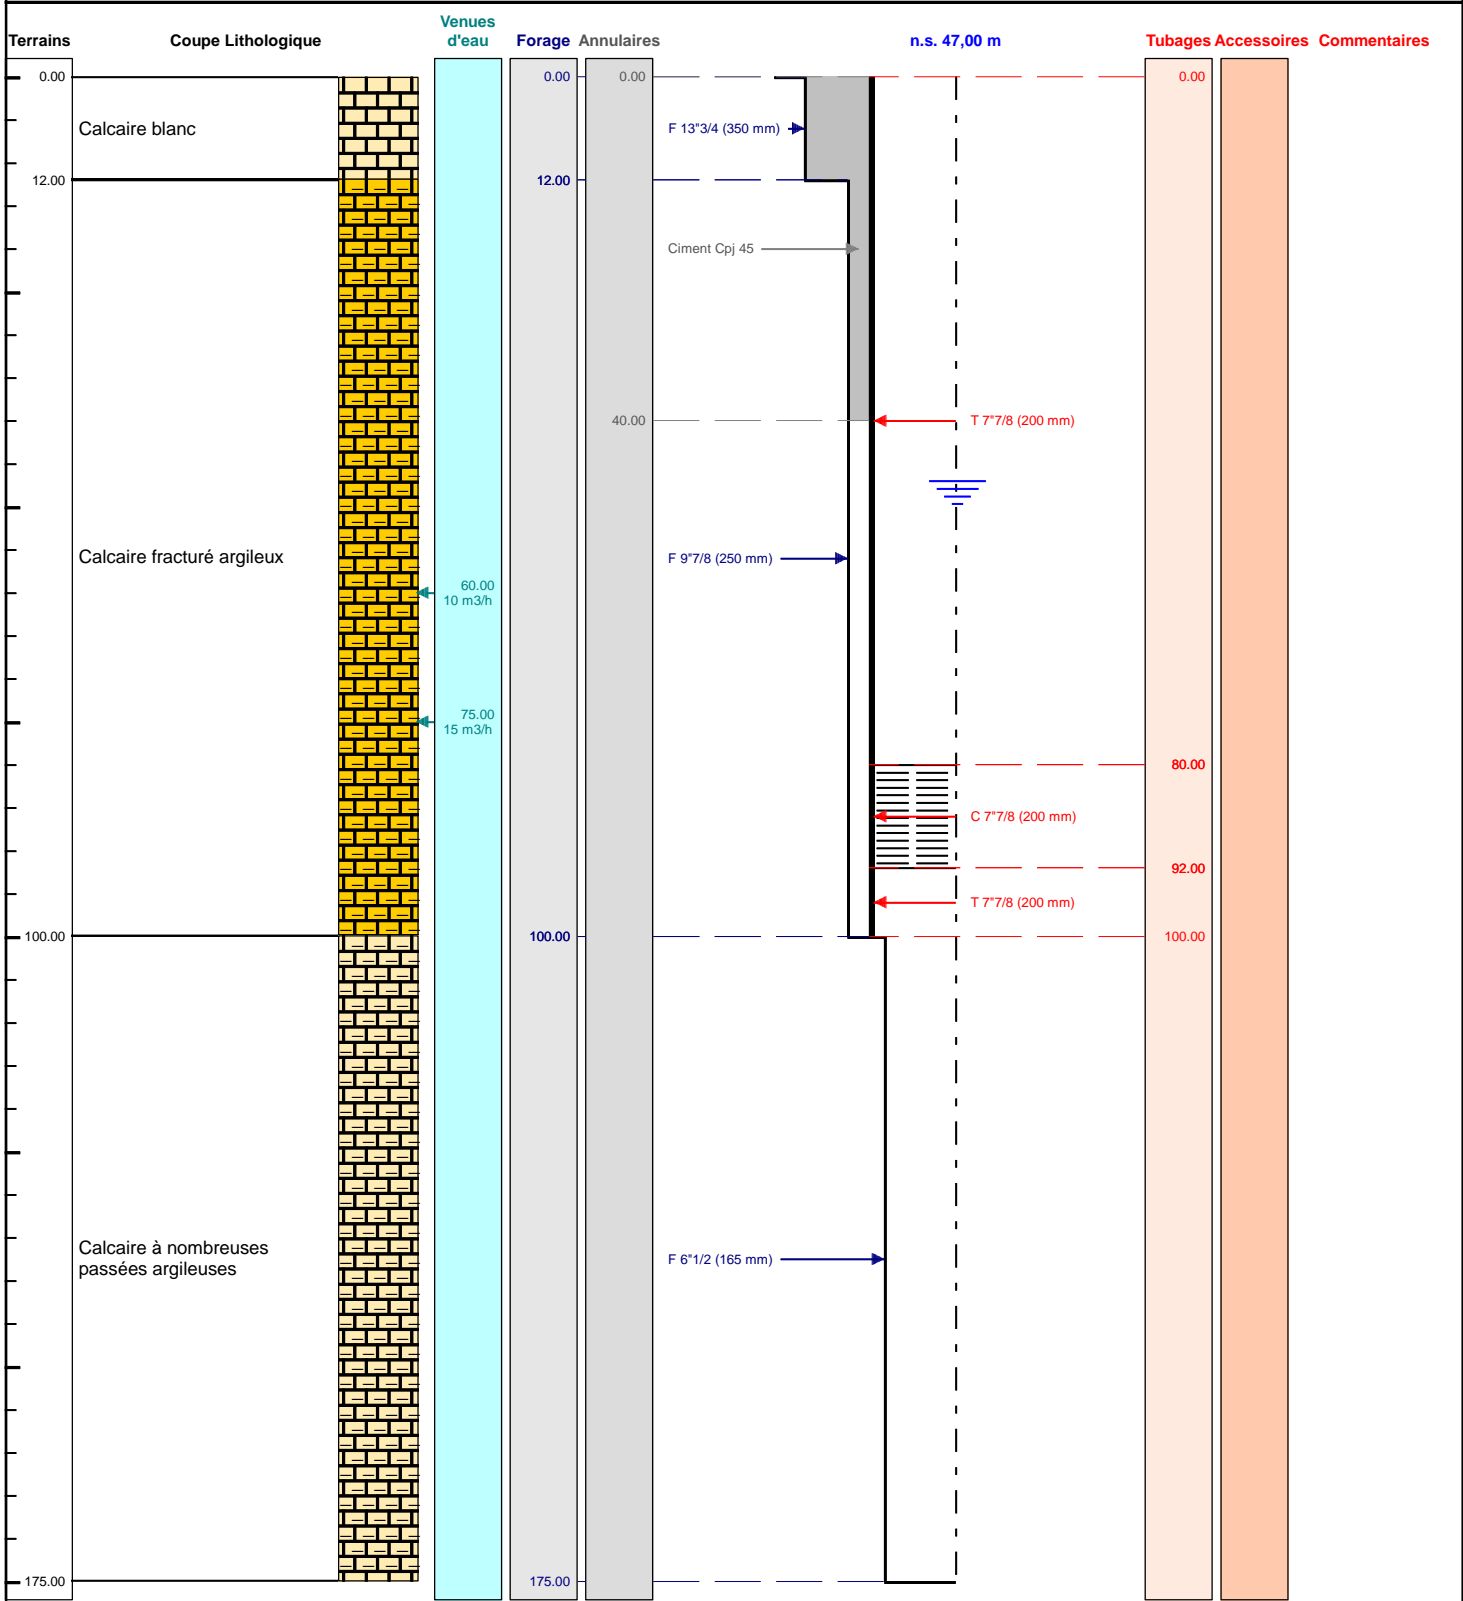 Venues
Terrains Coupe Lithologique d'eau Forage Annulaires n.s. 47,00 m Tubages Accessoires Commentaires
0.00 0.00 0.00 0.00
Calcaire blanc F 13"3/4 (350 mm)
12.00 12.00
Ciment Cpj 45
40.00 T 7"7/8 (200 mm)
Calcaire fracturé argileux F 9"7/8 (250 mm)
60.00
10 m3/h
75.00
15 m3/h
80.00
C 7"7/8 (200 mm)
92.00
T 7"7/8 (200 mm)
100.00 100.00 100.00
Calcaire à nombreuses
passées argileuses
F 6"1/2 (165 mm)
175.00 175.00